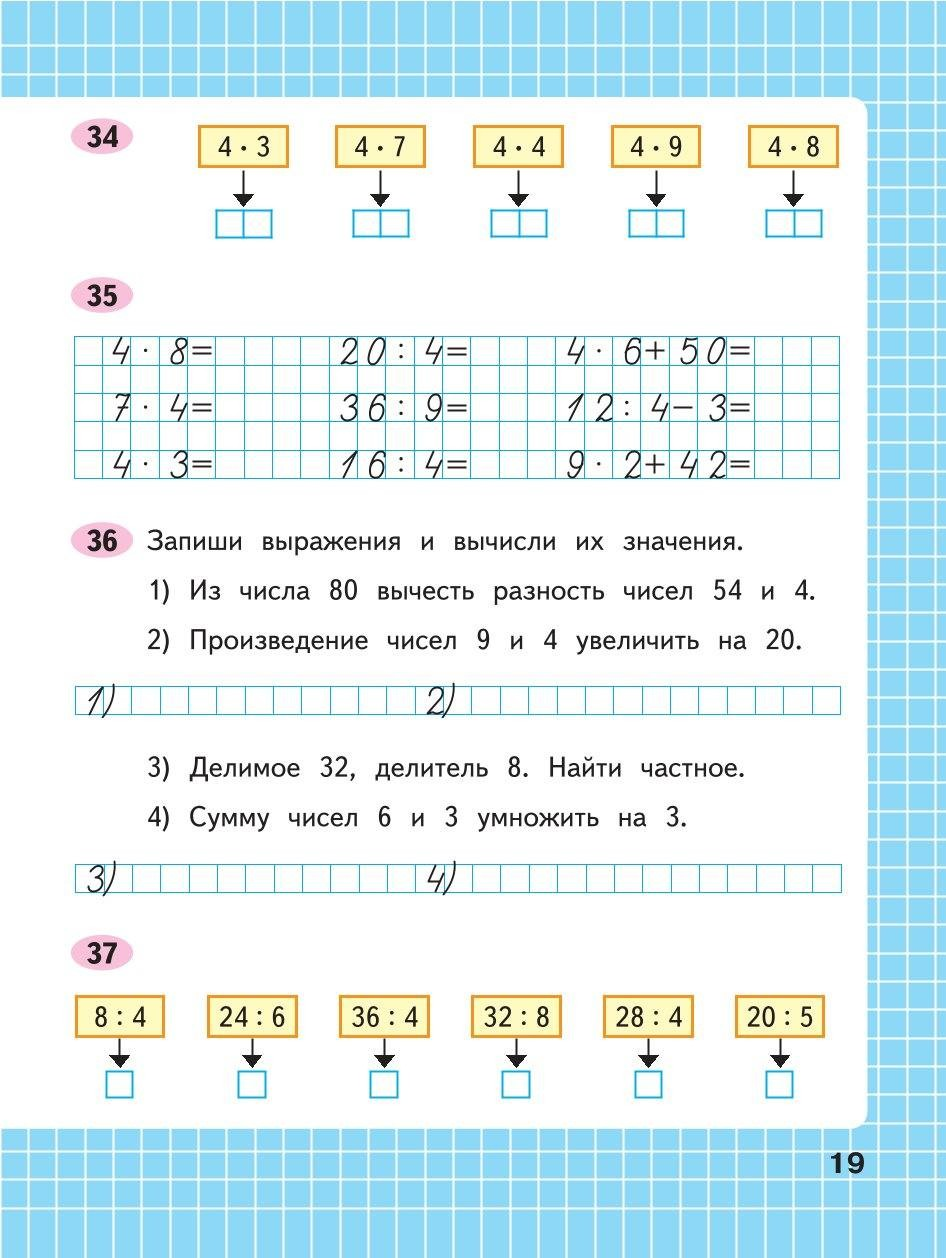 34
4 · 3 4 · 7 4 · 4 4 · 9 4 · 8
35
4 · 8= 20 : 4= 4 · 6+50=
7 · 4= 36 : 9= 12 : 4−3=
4 · 3= 16 : 4= 9 · 2+42=
36 Запиши выражения и вычисли их значения.
1) Из числа 80 вычесть разность чисел 54 и 4.
2) Произведение чисел 9 и 4 увеличить на 20.
1) 2)
3) Делимое 32, делитель 8. Найти частное.
4) Сумму чисел 6 и 3 умножить на 3.
3) 4)
37
8 : 4 24 : 6 36 : 4 32 : 8 28 : 4 20 : 5
19